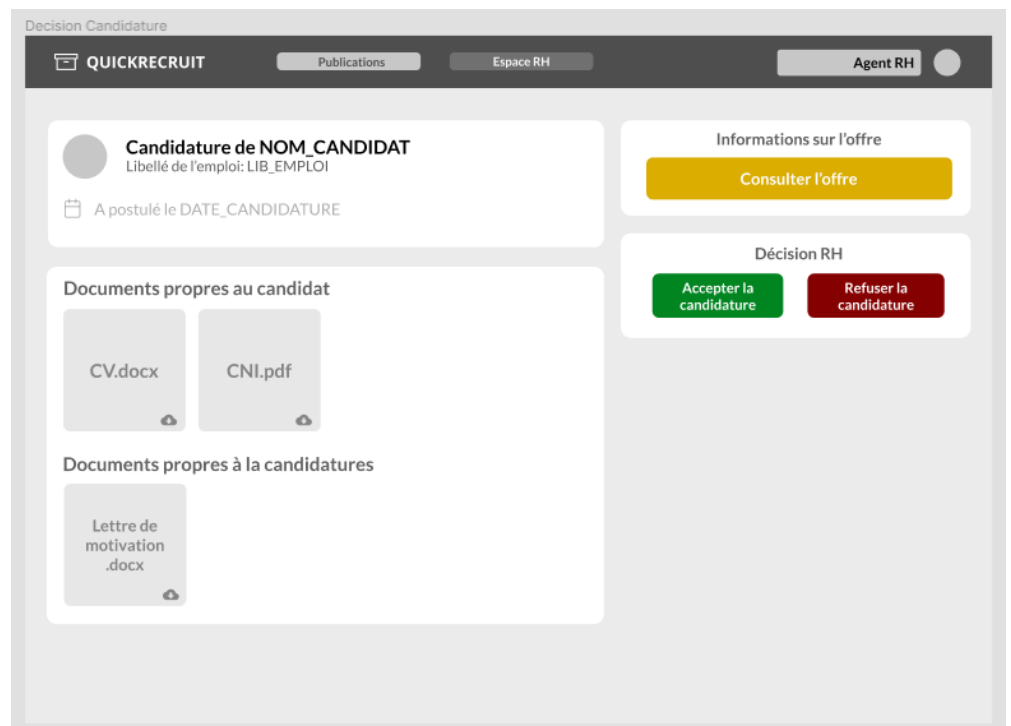 Decision Candidature
QUICKRECRUIT
Publications
Espace RH
Agent RH
Candidature de NOM_CANDIDAT
Libellé de l'emploi: LIB_EMPLOI
A postulé le DATE_CANDIDATURE
Informations sur l'offre
Consulter l'offre
Décision RH
Accepter la
candidature
Refuser la
candidature
Documents propres au candidat
CV.docx
CNI.pdf
Documents propres à la candidatures
Lettre de
motivation
.docx